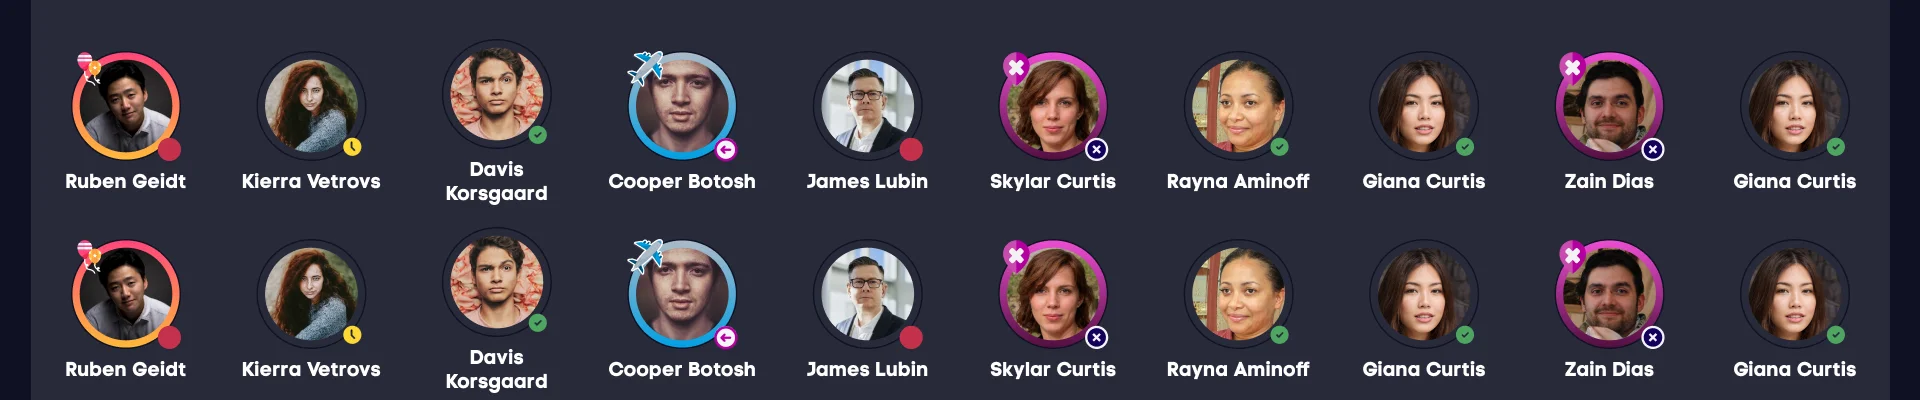 Ruben Geidt
Kierra Vetrovs
Davis
Korsgaard
Cooper Botosh
James Lubin
Skylar Curtis
Rayna Aminoff
Giana Curtis
Zain Dias
Giana Curtis
Ruben Geidt
Kierra Vetrovs
Davis
Korsgaard
Cooper Botosh
James Lubin
Skylar Curtis
Rayna Aminoff
Giana Curtis
Zain Dias
Giana Curtis